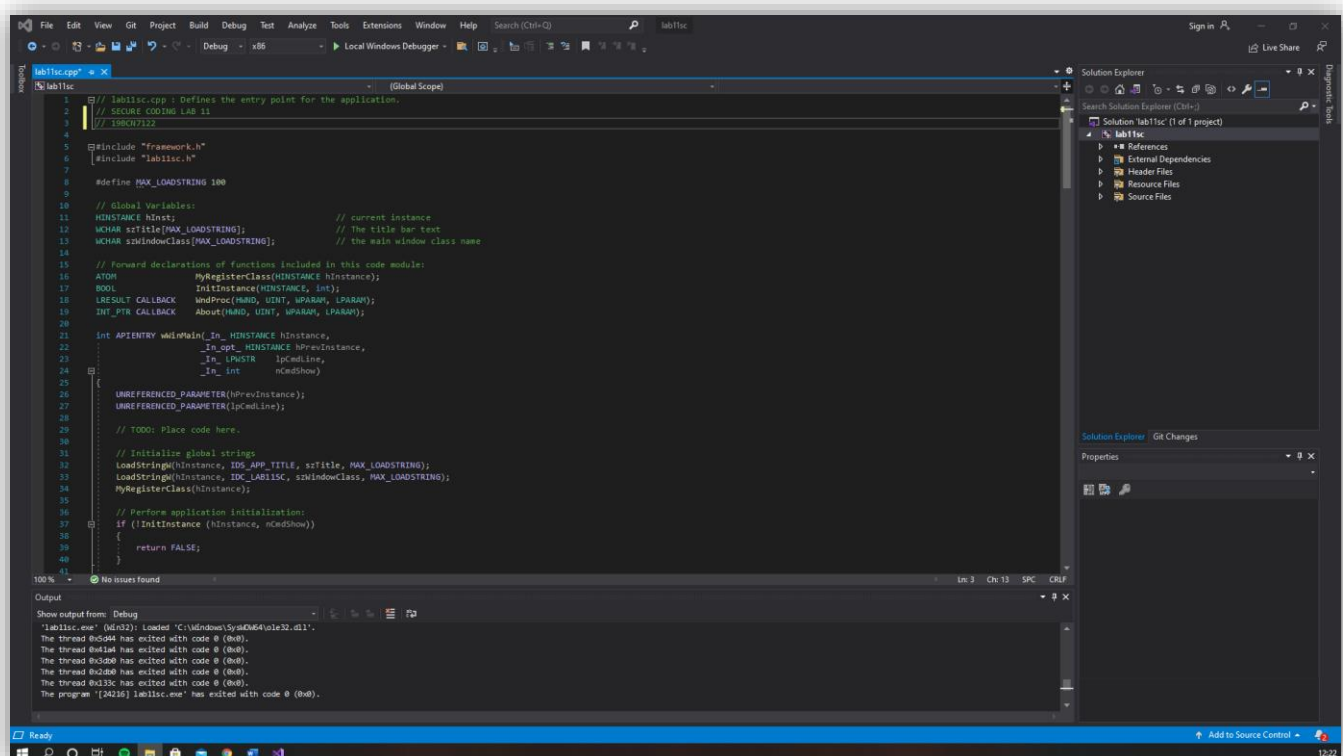 File Edit View Git Project Build Debug Test Analyze Tools Extensions Window Help Search (Ctrl+Q) lab11sc Sign in
Debug x86 Local Windows Debugger Live Share
Toolbox
lab11sc.cpp*
lab11sc (Global Scope)
1 // lab11sc.cpp : Defines the entry point for the application.
2 // SECURE CODING LAB 11
3 // 190CN7122
4
5 #include "framework.h"
6 #include "lab11sc.h"
7
8 #define MAX_LOADSTRING 100
9
10 // Global Variables:
11 HINSTANCE hInst; // current instance
12 WCHAR szTitle[MAX_LOADSTRING]; // The title bar text
13 WCHAR szWindowClass[MAX_LOADSTRING]; // the main window class name
14
15 // Forward declarations of functions included in this code module:
16 ATOM MyRegisterClass(HINSTANCE hInstance);
17 BOOL InitInstance(HINSTANCE, int);
18 LRESULT CALLBACK WndProc(HWND, UINT, WPARAM, LPARAM);
19 INT_PTR CALLBACK About(HWND, UINT, WPARAM, LPARAM);
20
21 int APIENTRY wWinMain(_In_ HINSTANCE hInstance,
22 _In_opt_ HINSTANCE hPrevInstance,
23 _In_ LPWSTR lpCmdLine,
24 _In_ int nCmdShow)
25 {
26 UNREFERENCED_PARAMETER(hPrevInstance);
27 UNREFERENCED_PARAMETER(lpCmdLine);
28
29 // TODO: Place code here.
30
31 // Initialize global strings
32 LoadStringW(hInstance, IDS_APP_TITLE, szTitle, MAX_LOADSTRING);
33 LoadStringW(hInstance, IDC_LAB11SC, szWindowClass, MAX_LOADSTRING);
34 MyRegisterClass(hInstance);
35
36 // Perform application initialization:
37 if (!InitInstance (hInstance, nCmdShow))
38 {
39 return FALSE;
40 }
41
100 % No issues found Ln: 3 Ch: 13 SPC CRLF
Output
Show output from: Debug
'lab11sc.exe' (Win32): Loaded 'C:\Windows\SysWOW64\ole32.dll'.
The thread 0x5d44 has exited with code 0 (0x0).
The thread 0x41a4 has exited with code 0 (0x0).
The thread 0x3db0 has exited with code 0 (0x0).
The thread 0x2db0 has exited with code 0 (0x0).
The thread 0x133c has exited with code 0 (0x0).
The program '[24216] lab11sc.exe' has exited with code 0 (0x0).
Solution Explorer
Search Solution Explorer (Ctrl+;)
Solution 'lab11sc' (1 of 1 project)
lab11sc
References
External Dependencies
Header Files
Resource Files
Source Files
Solution Explorer Git Changes
Properties
Diagnostic Tools
Ready Add to Source Control
12:22